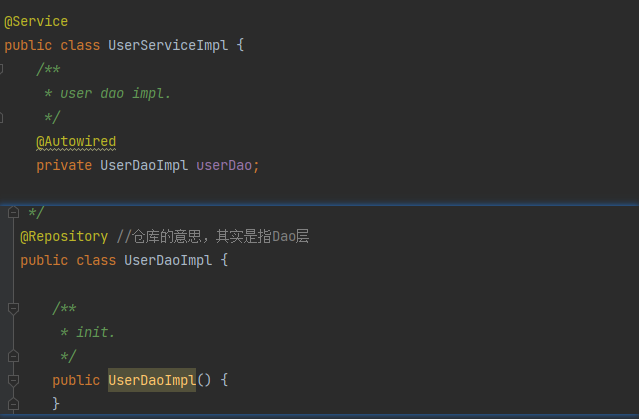 @Service
public class UserServiceImpl {
/**
* user dao impl.
*/
@Autowired
private UserDaoImpl userDao;
*/
@Repository //仓库的意思，其实是指Dao层
public class UserDaoImpl {
/**
* init.
*/
public UserDaoImpl() {
}